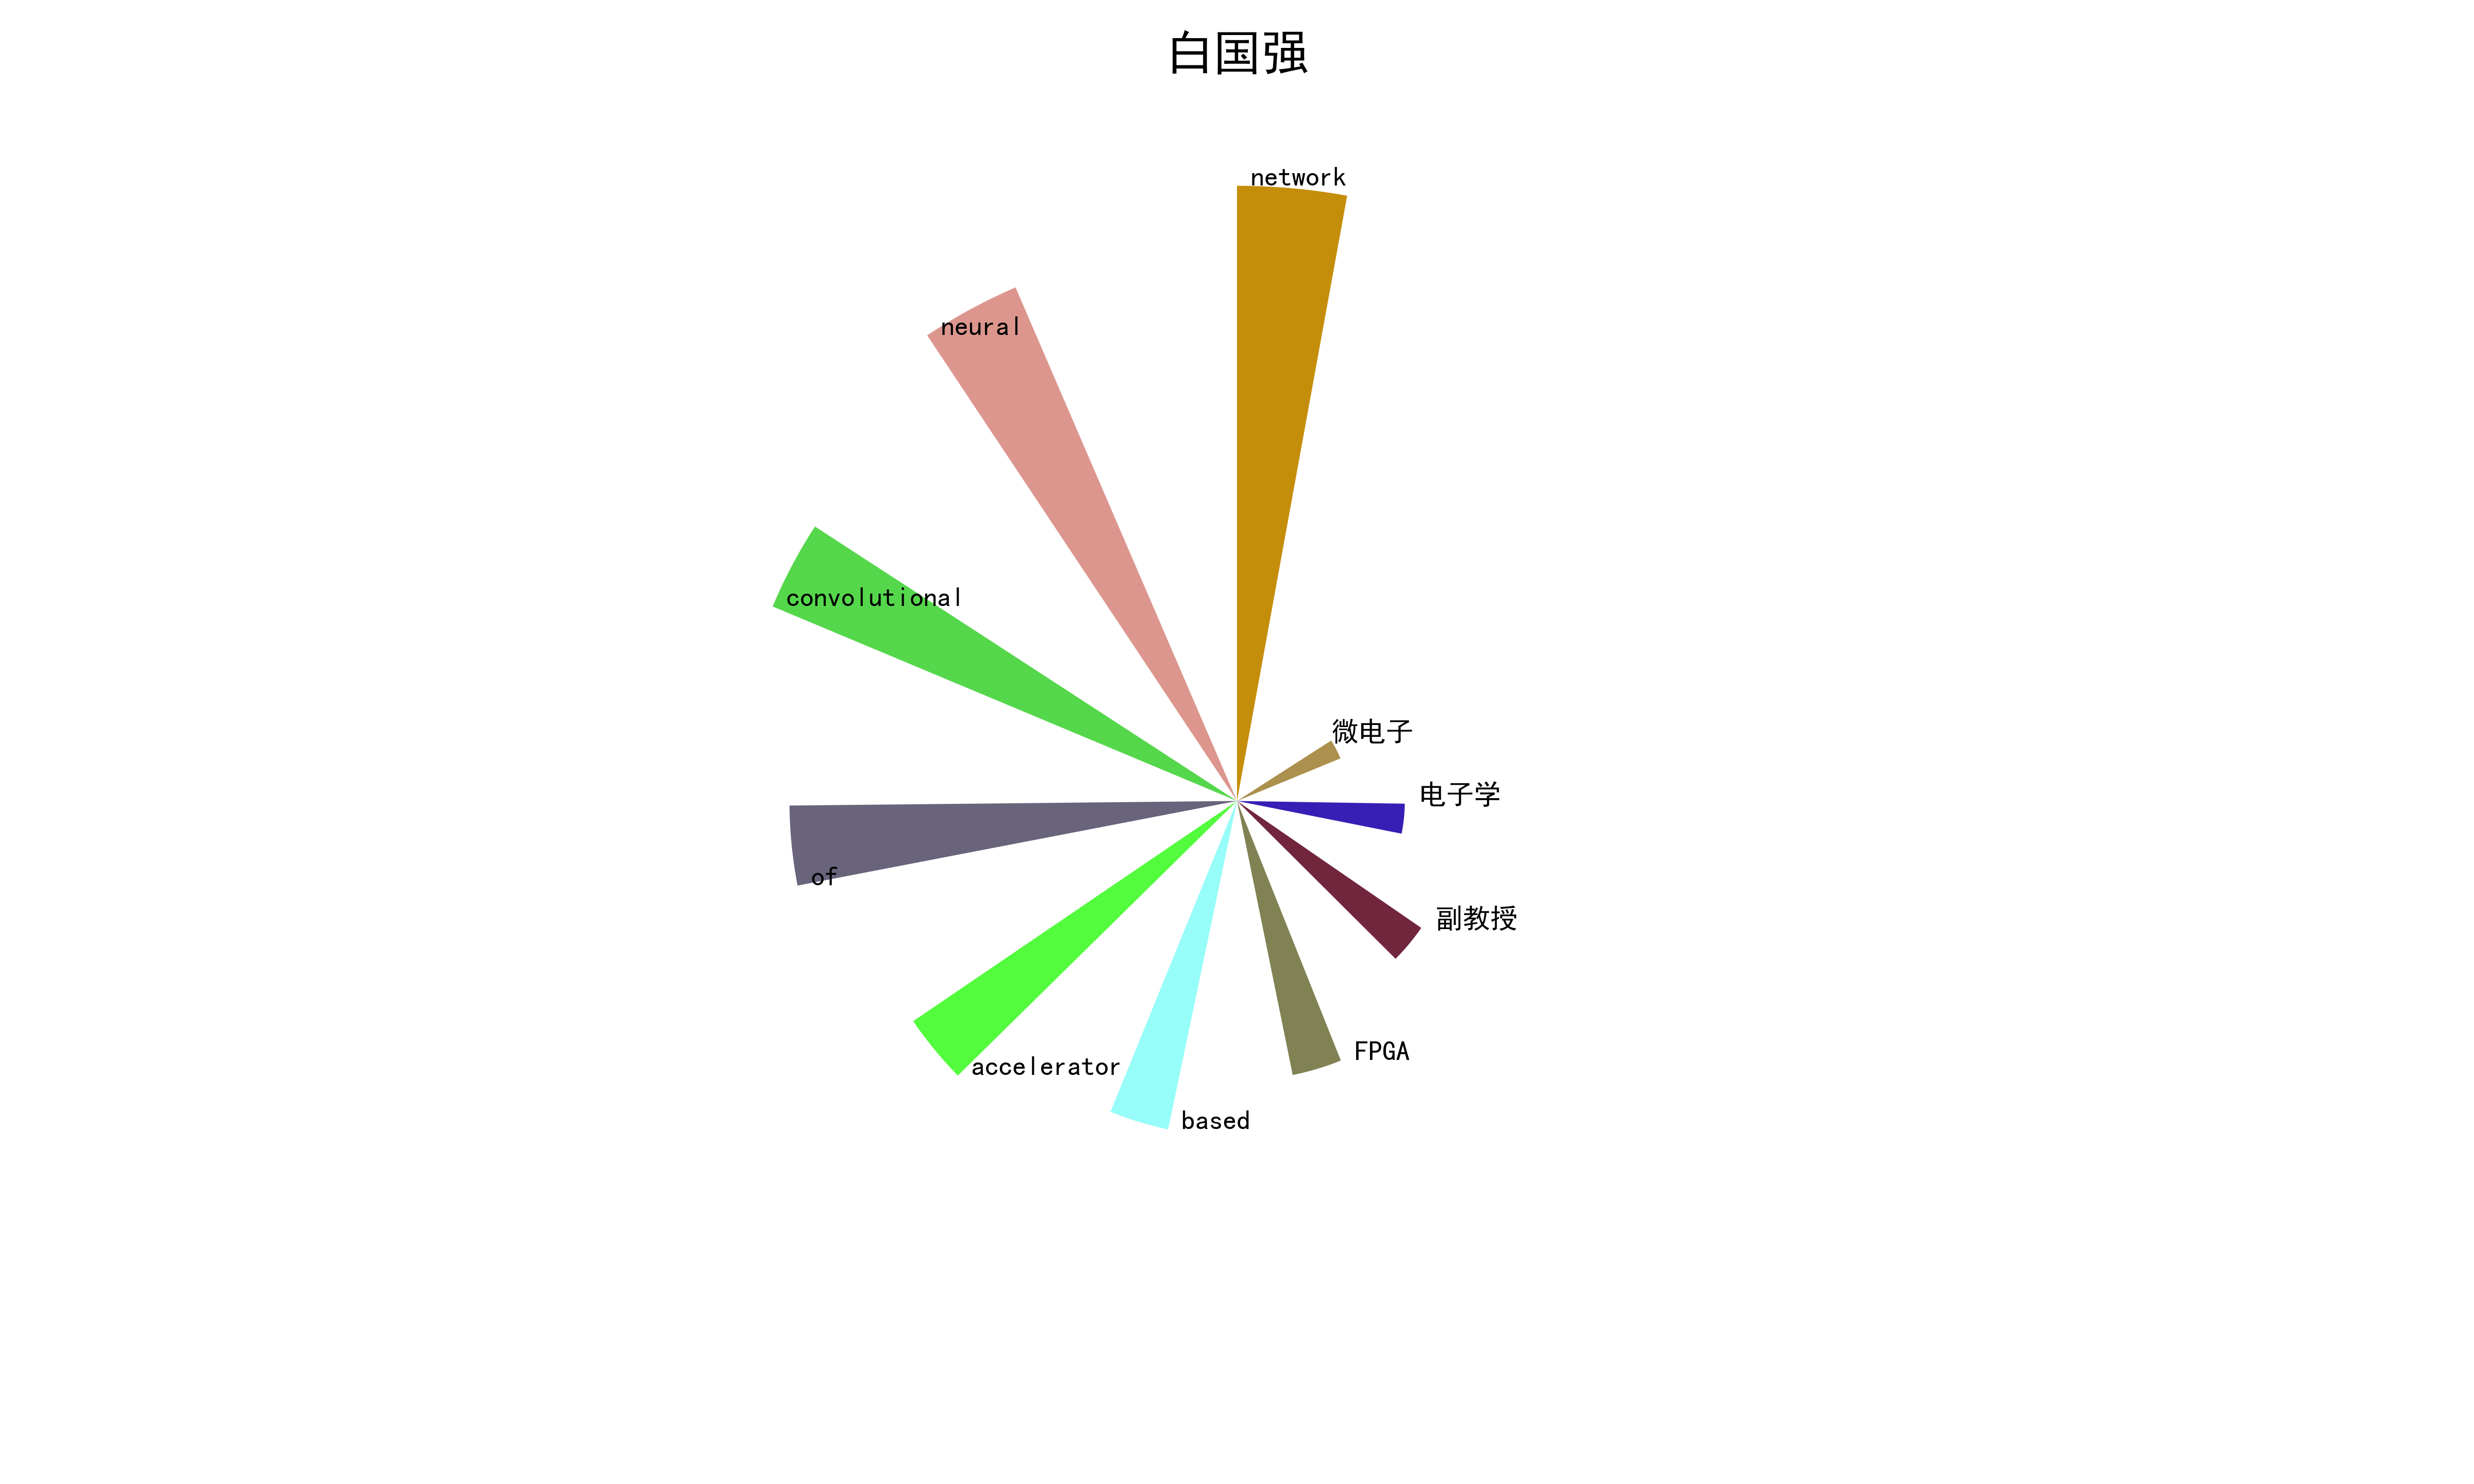 白国强
network
neural
convolutional
微电子
电子学
of
副教授
FPGA
accelerator
based